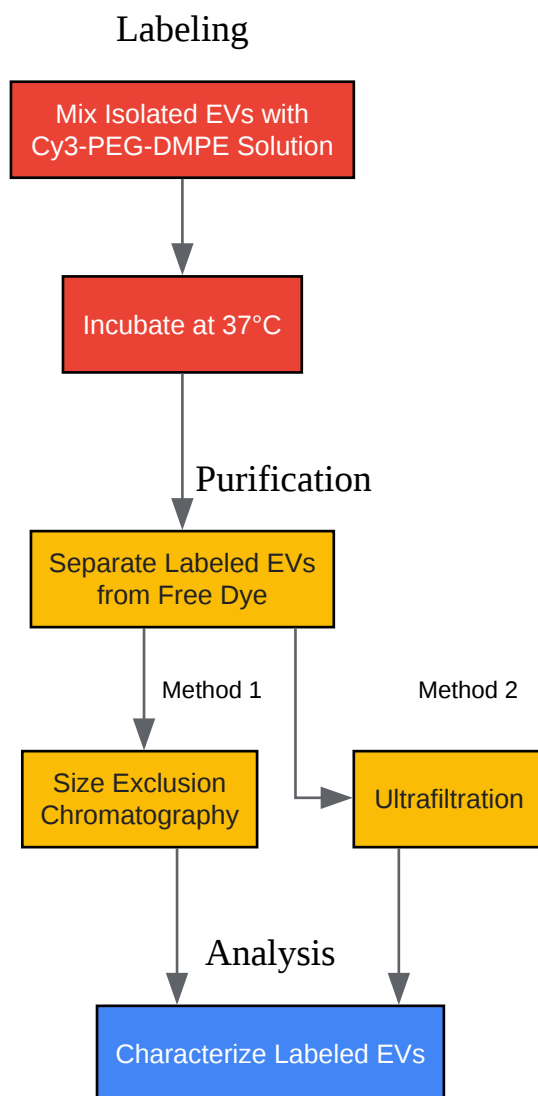 Labeling
Mix Isolated EVs with
Cy3-PEG-DMPE Solution
Incubate at 37°C
Purification
Separate Labeled EVs
from Free Dye
Method 1
Method 2
Size Exclusion
Chromatography
Ultrafiltration
Analysis
Characterize Labeled EVs